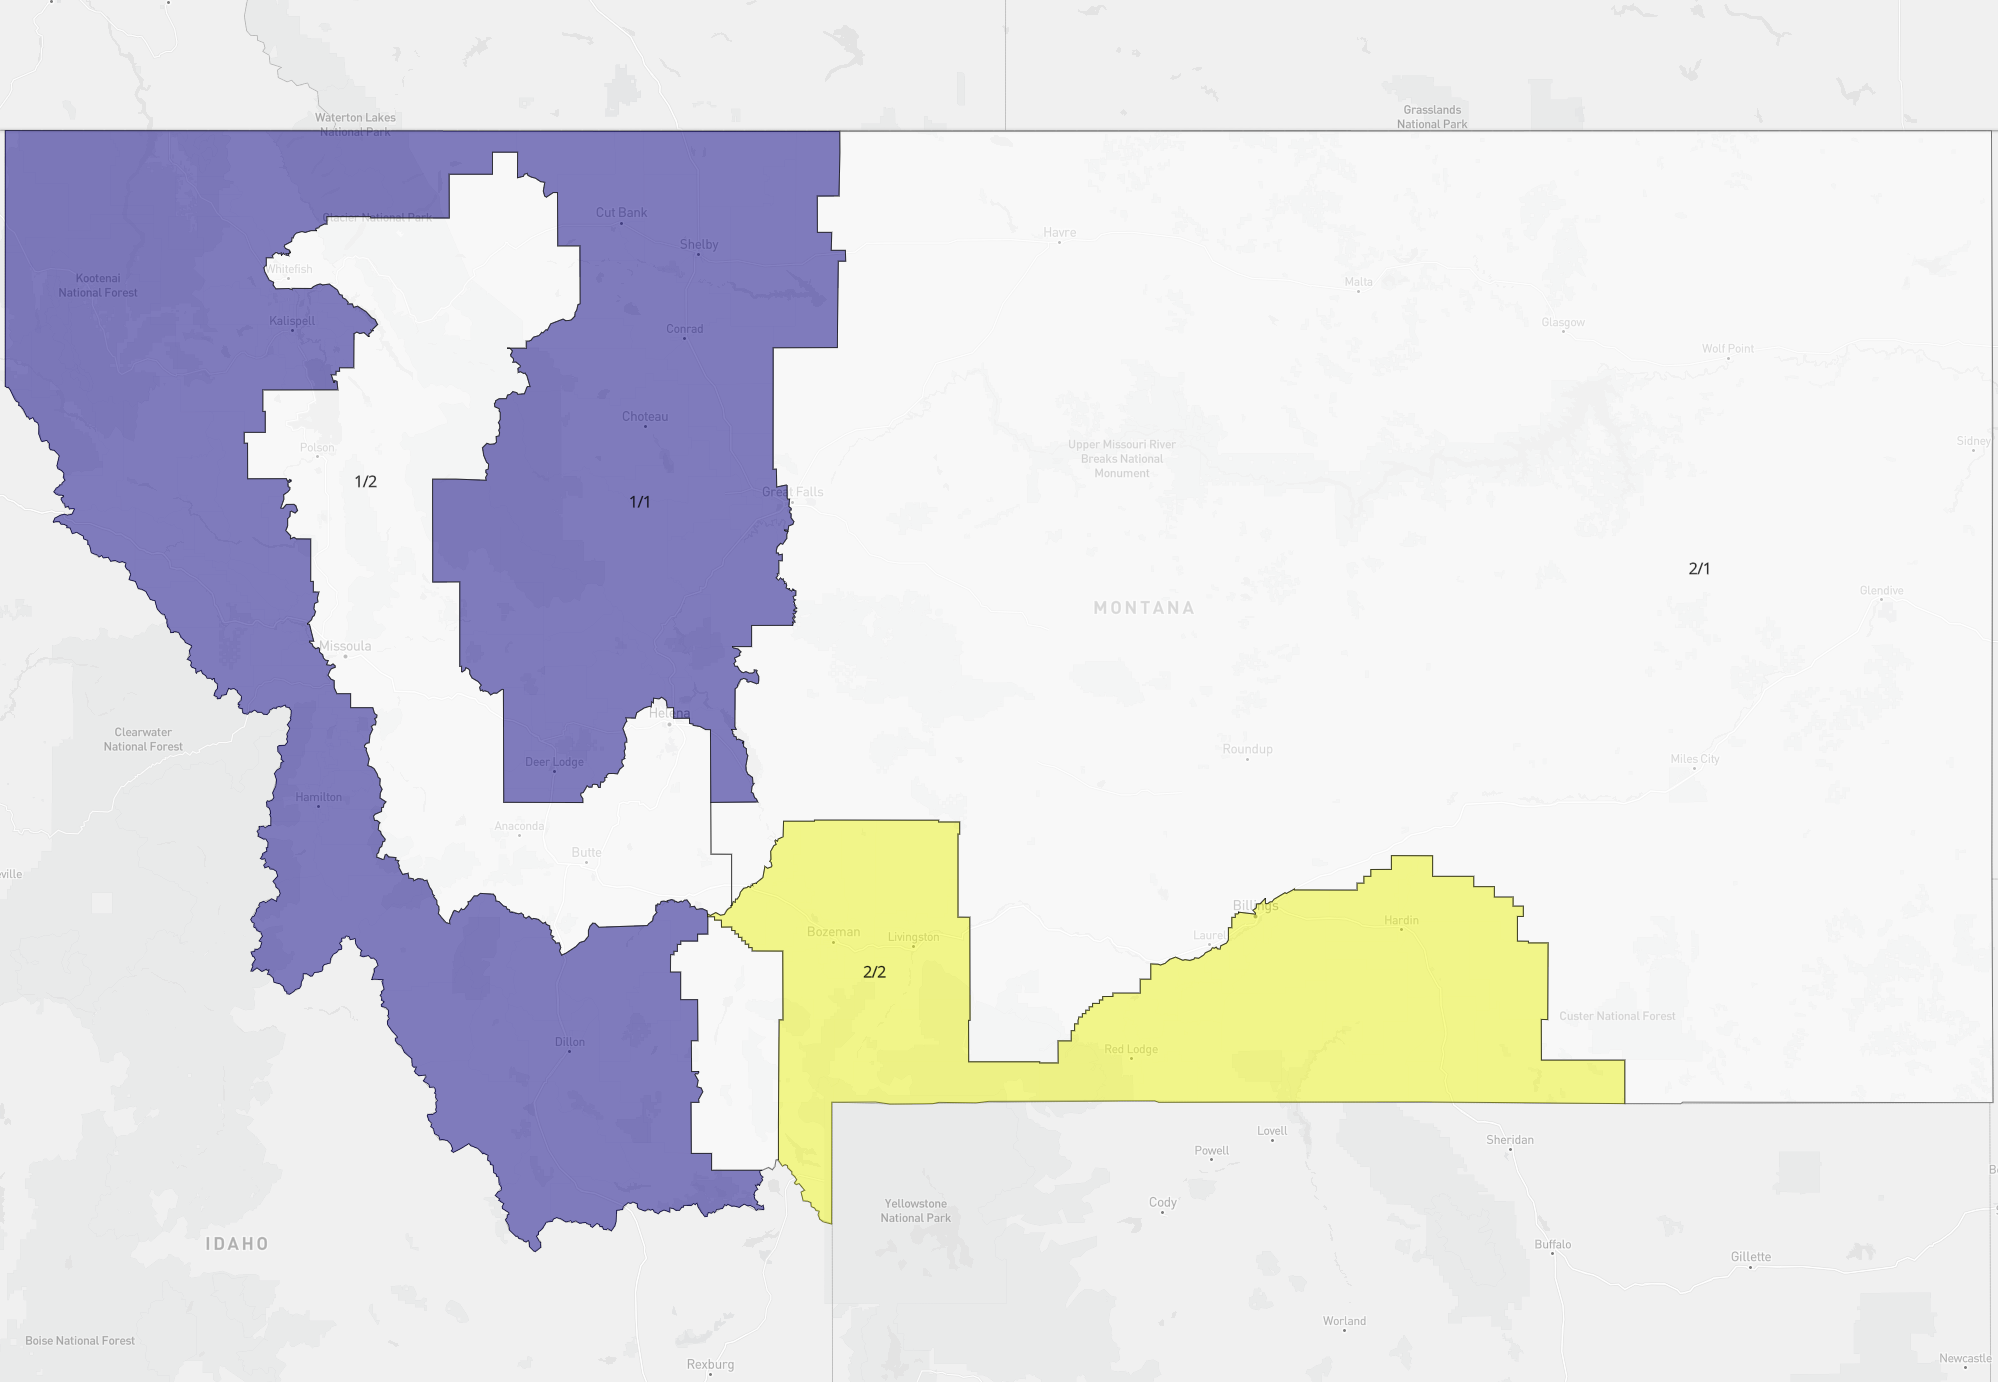 Waterton Lakes
National Park
Grasslands
National Park
Glacier National Park
Cut Bank
Shelby
Havre
Whitefish
Kootenai
National Forest
Malta
Kalispell
Conrad
Glasgow
Wolf Point
Choteau
Polson
Upper Missouri River
Breaks National
Monument
Sidney
1/2
1/1
Great Falls
2/1
Glendive
MONTANA
Missoula
Helena
Clearwater
National Forest
Roundup
Deer Lodge
Miles City
Hamilton
Anaconda
Butte
eville
Billings
Hardin
Bozeman
Livingston
Laurel
2/2
Custer National Forest
Dillon
Red Lodge
Lovell
Sheridan
Powell
Yellowstone
National Park
Cody
IDAHO
Buffalo
Gillette
Worland
Boise National Forest
Rexburg
Newcastle